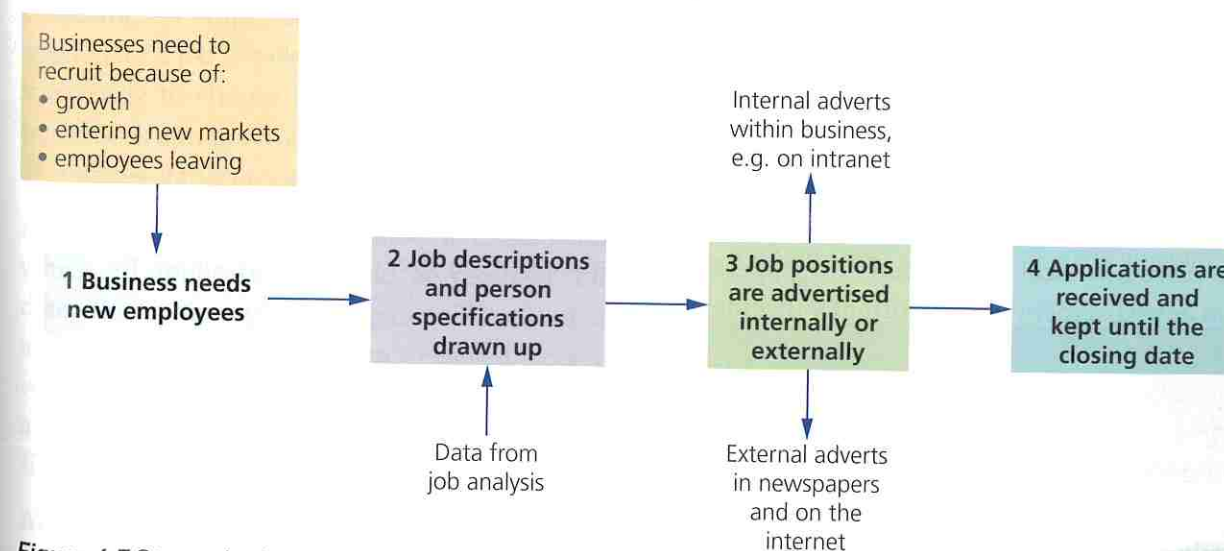 Businesses need to
recruit because of:
• growth
• entering new markets
• employees leaving
1 Business needs
new employees
2 Job descriptions
and person
specifications
drawn up
Data from
job analysis
Internal adverts
within business,
e.g. on intranet
3 Job positions
are advertised
internally or
externally
External adverts
in newspapers
and on the
internet
4 Applications are
received and
kept until the
closing date